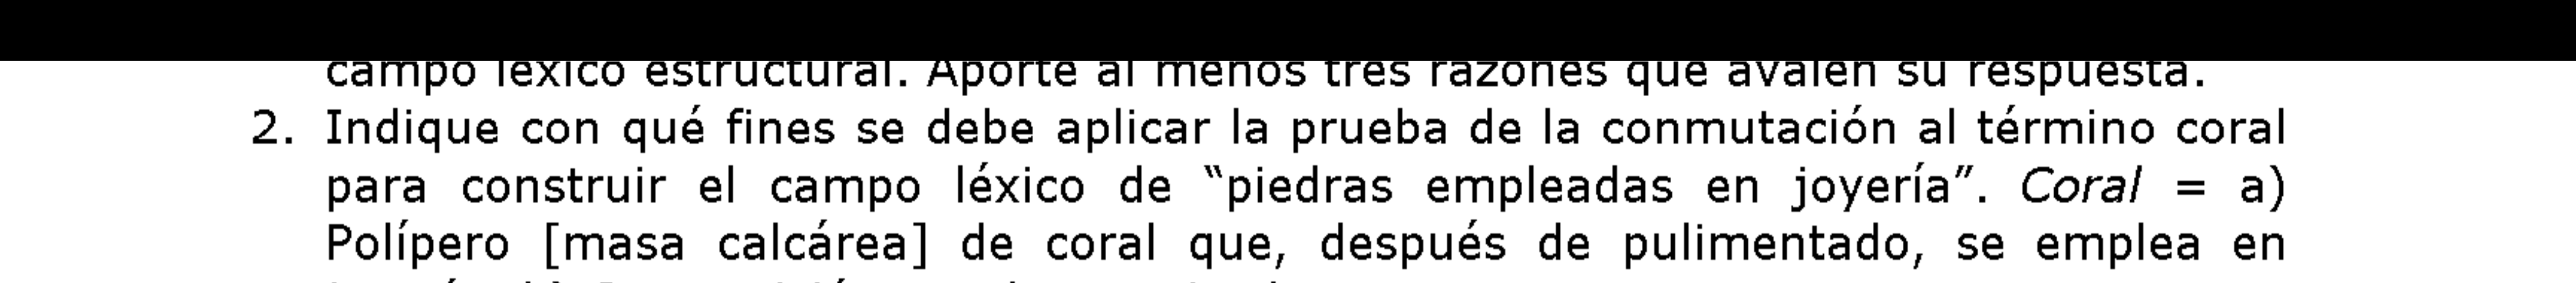 campo léxico estructural. Aporte al menos tres razones que avalen su respuesta.
2. Indique con qué fines se debe aplicar la prueba de la conmutación al término coral
para construir el campo léxico de “piedras empleadas en joyería”. Coral = a)
Polípero [masa calcárea] de coral que, después de pulimentado, se emplea en